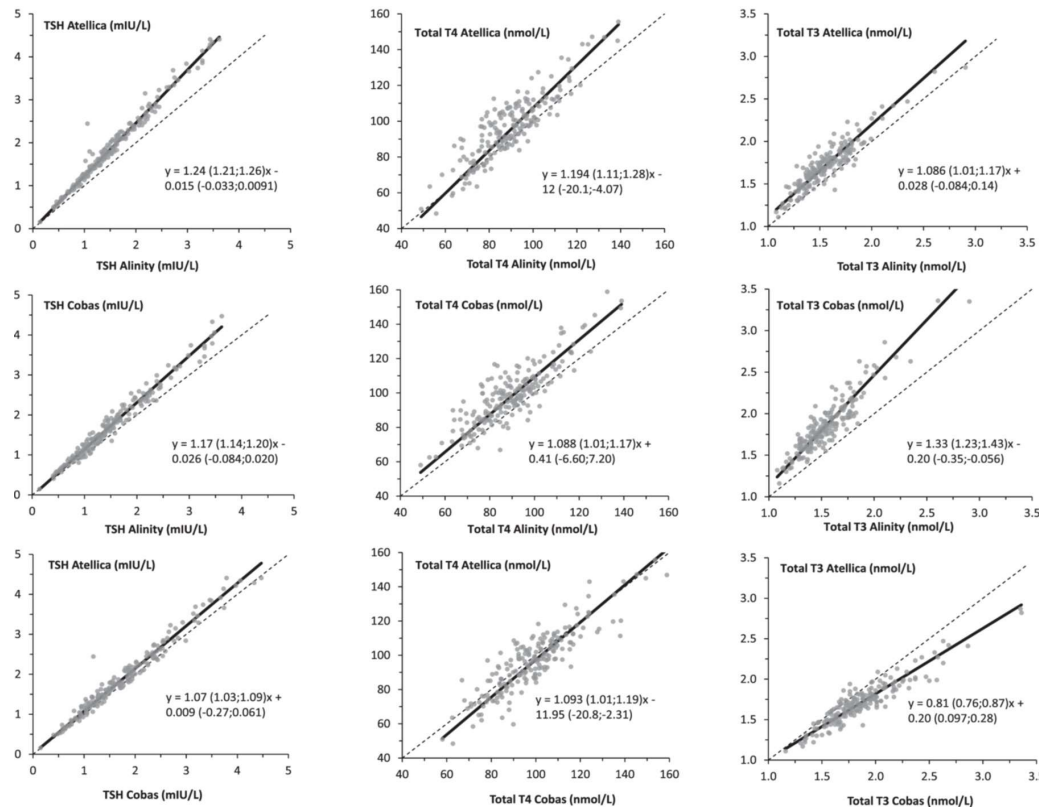 TSH Atellica (mIU/L)
5
4
3
2
1
0
y = 1.24 (1.21;1.26)x -
0.015 (-0.033;0.0091)
0 1 2 3 4 5
TSH Alinity (mIU/L)
Total T4 Atellica (nmol/L)
160
140
120
100
80
60
40
y = 1.194 (1.11;1.28)x -
12 (-20.1;-4.07)
40 60 80 100 120 140 160
Total T4 Alinity (nmol/L)
Total T3 Atellica (nmol/L)
3.5
3.0
2.5
2.0
1.5
1.0
y = 1.086 (1.01;1.17)x +
0.028 (-0.084;0.14)
1.0 1.5 2.0 2.5 3.0 3.5
Total T3 Alinity (nmol/L)
TSH Cobas (mIU/L)
5
4
3
2
1
0
y = 1.17 (1.14;1.20)x -
0.026 (-0.084;0.020)
0 1 2 3 4 5
TSH Alinity (mIU/L)
Total T4 Cobas (nmol/L)
160
140
120
100
80
60
40
y = 1.088 (1.01;1.17)x +
0.41 (-6.60;7.20)
40 60 80 100 120 140 160
Total T4 Alinity (nmol/L)
Total T3 Cobas (nmol/L)
3.5
3.0
2.5
2.0
1.5
1.0
y = 1.33 (1.23;1.43)x -
0.20 (-0.35;-0.056)
1.0 1.5 2.0 2.5 3.0 3.5
Total T3 Alinity (nmol/L)
TSH Atellica (mIU/L)
5
4
3
2
1
0
y = 1.07 (1.03;1.09)x +
0.009 (-0.27;0.061)
0 1 2 3 4 5
TSH Cobas (mIU/L)
Total T4 Atellica (nmol/L)
160
140
120
100
80
60
40
y = 1.093 (1.01;1.19)x -
11.95 (-20.8;-2.31)
40 60 80 100 120 140 160
Total T4 Cobas (nmol/L)
Total T3 Atellica (nmol/L)
3.5
3.0
2.5
2.0
1.5
1.0
y = 0.81 (0.76;0.87)x +
0.20 (0.097;0.28)
1.0 1.5 2.0 2.5 3.0 3.5
Total T3 Cobas (nmol/L)